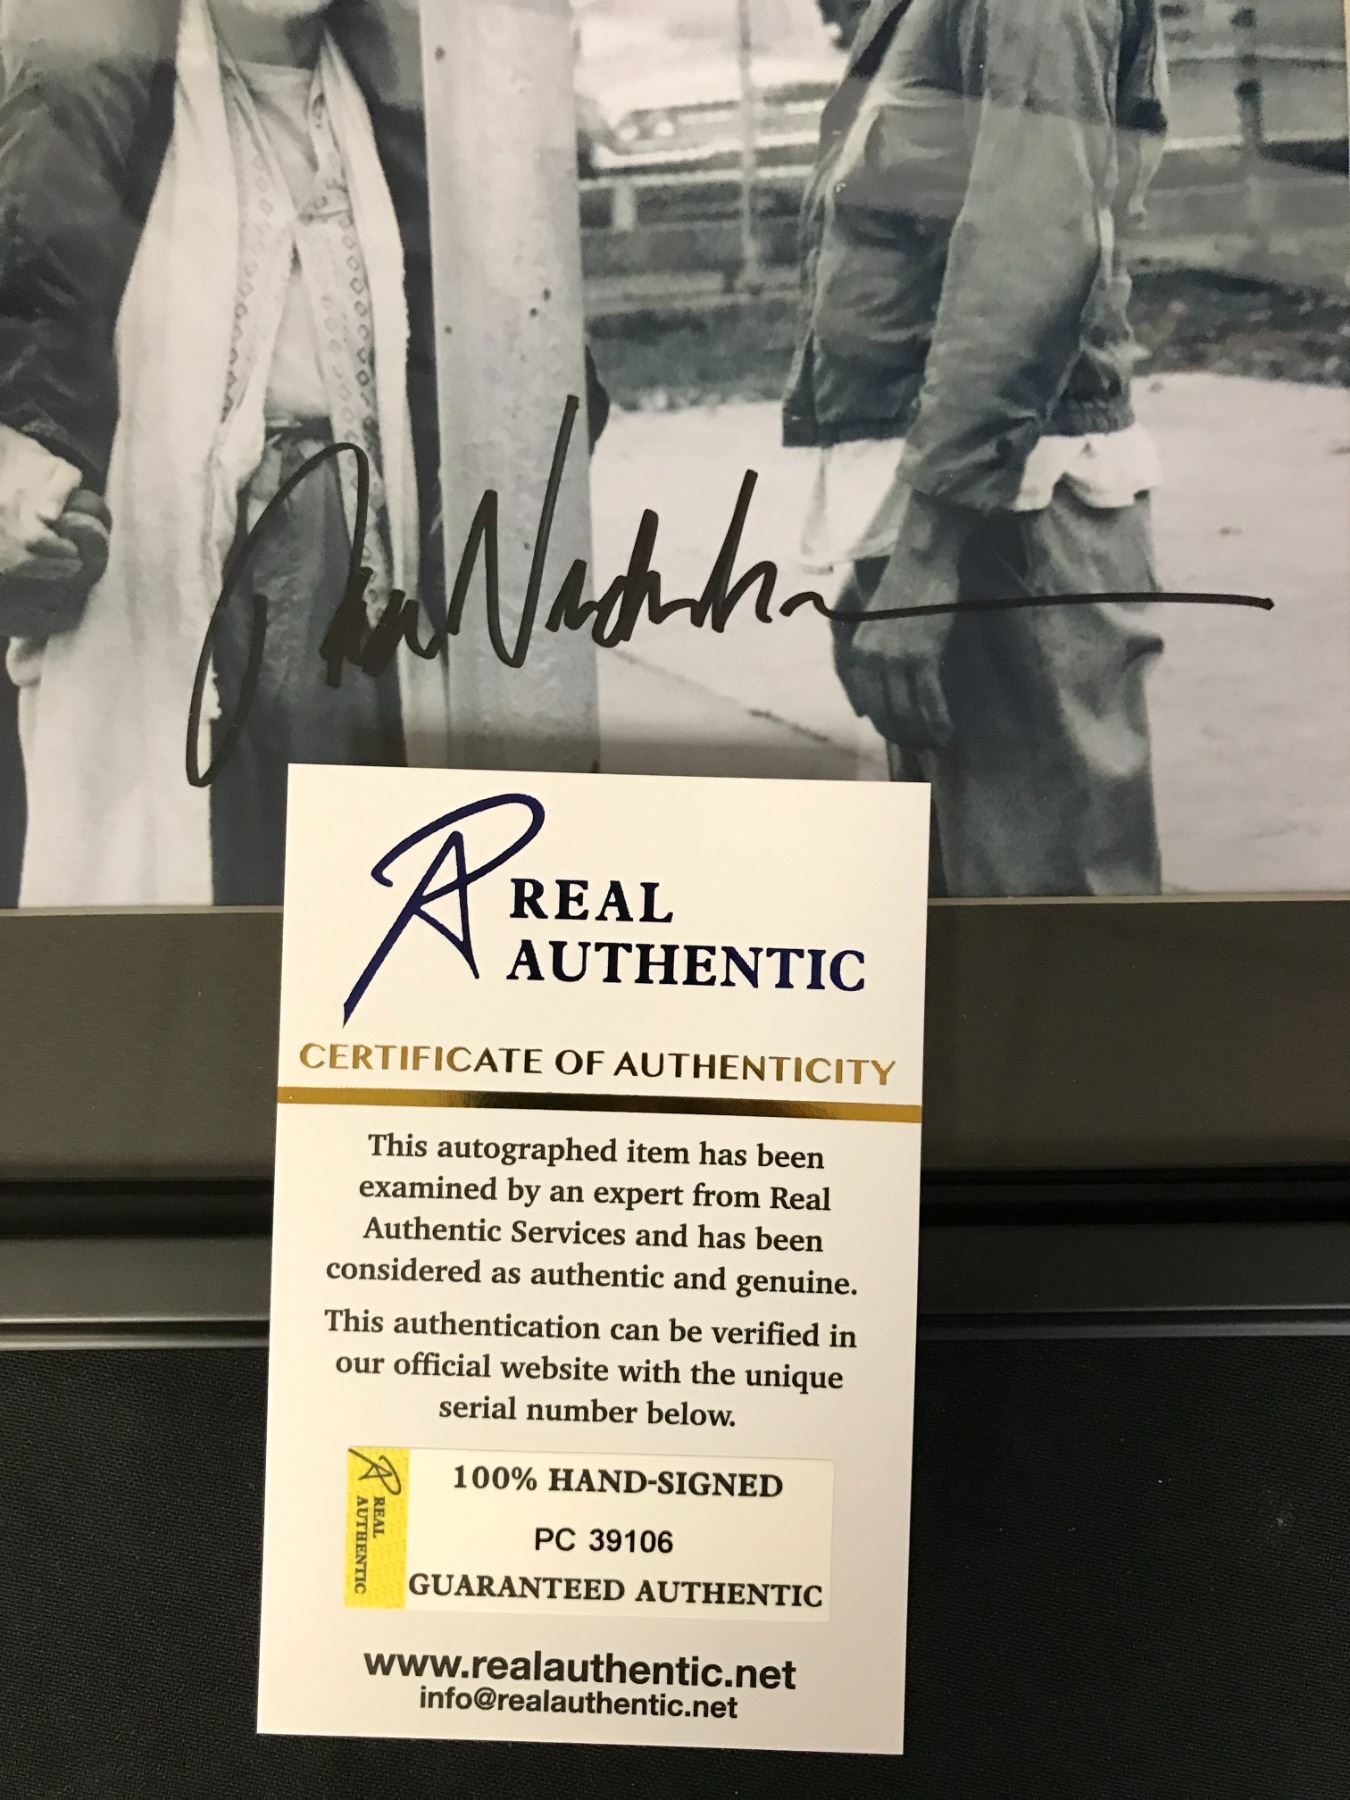 REAL
AUTHENTIC
CERTIFICATE OF AUTHENTICITY
This autographed item has been
examined by an expert from Real
Authentic Services and has been
considered as authentic and genuine.
This authentication can be verified in
our official website with the unique
serial number below.
REAL
AUTHENTIC
100% HAND-SIGNED
PC 39106
GUARANTEED AUTHENTIC
www.realauthentic.net
info@realauthentic.net